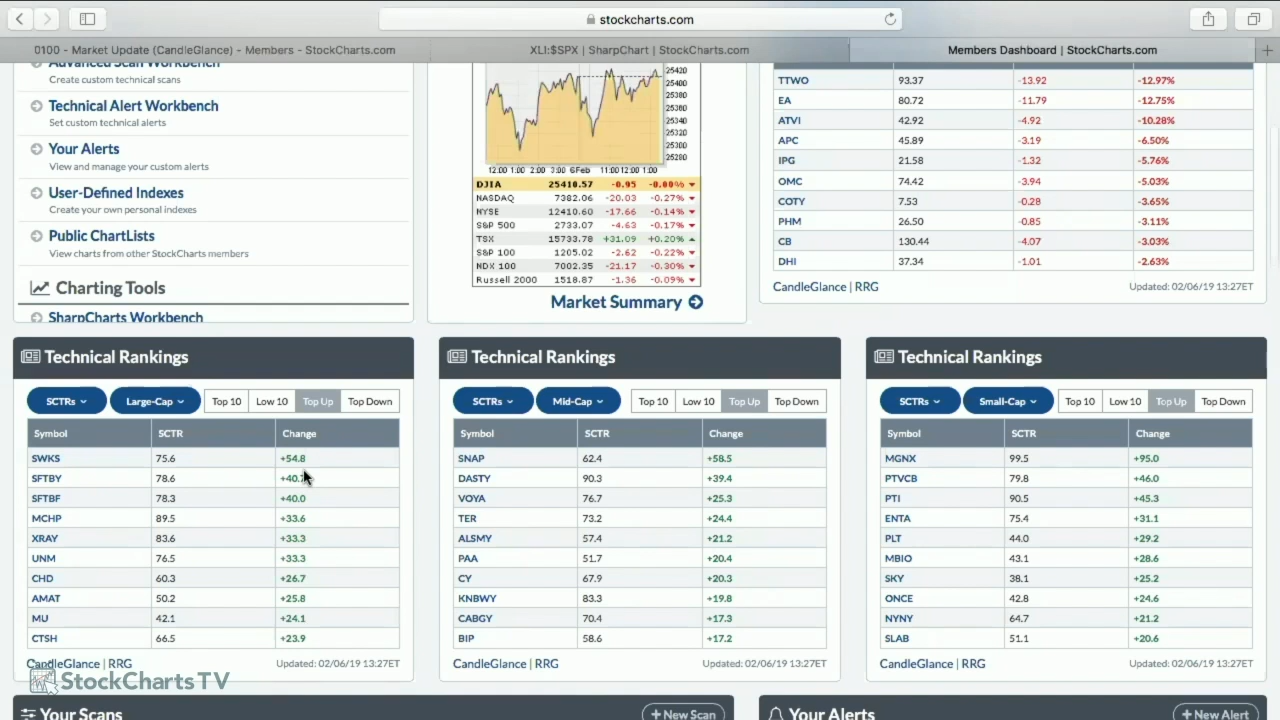 stockcharts.com
0100 - Market Update (CandleGlance) - Members - StockCharts.com
XLI:$SPX | SharpChart | StockCharts.com
Members Dashboard | StockCharts.com
Advanced Scan Workbench
Create custom technical scans
Technical Alert Workbench
Set custom technical alerts
Your Alerts
View and manage your custom alerts
User-Defined Indexes
Create your own personal indexes
Public ChartLists
View charts from other StockCharts members
Charting Tools
SharpCharts Workbench
25420
25400
25380
25360
25340
25320
25300
25280
12:00 1:00 2:00 3:00 6Feb 11:00 12:00 1:00
DJIA 25410.57 -0.95 -0.00%
NASDAQ 7382.06 -20.03 -0.27%
NYSE 12410.60 -17.66 -0.14%
S&P 500 2733.07 -4.63 -0.17%
TSX 15733.78 +31.09 +0.20%
S&P 100 1205.02 -2.62 -0.22%
NDX 100 7002.35 -21.17 -0.30%
Russell 2000 1518.87 -1.36 -0.09%
Market Summary
TTWO 93.37 -13.92 -12.97%
EA 80.72 -11.79 -12.75%
ATVI 42.92 -4.92 -10.28%
APC 45.89 -3.19 -6.50%
IPG 21.58 -1.32 -5.76%
OMC 74.42 -3.94 -5.03%
COTY 7.53 -0.28 -3.65%
PHM 26.50 -0.85 -3.11%
CB 130.44 -4.07 -3.03%
DHI 37.34 -1.01 -2.63%
CandleGlance | RRG Updated: 02/06/19 13:27ET
Technical Rankings
SCTRs Large-Cap Top 10 Low 10 Top Up Top Down
Symbol SCTR Change
SWKS 75.6 +54.8
SFTBY 78.6
SFTBF 78.3 +40.0
MCHP 89.5 +33.6
XRAY 83.6 +33.3
UNM 76.5 +33.3
CHD 60.3 +26.7
AMAT 50.2 +25.8
MU 42.1 +24.1
CTSH 66.5 +23.9
CandleGlance | RRG Updated: 02/06/19 13:27ET
Technical Rankings
SCTRs Mid-Cap Top 10 Low 10 Top Up Top Down
Symbol SCTR Change
SNAP 62.4 +58.5
DASTY 90.3 +39.4
VOYA 76.7 +25.3
TER 73.2 +24.4
ALSMY 57.4 +21.2
PAA 51.7 +20.4
CY 67.9 +20.3
KNBWY 83.3 +19.8
CABGY 70.4 +17.3
BIP 58.6 +17.2
CandleGlance | RRG Updated: 02/06/19 13:27ET
Technical Rankings
SCTRs Small-Cap Top 10 Low 10 Top Up Top Down
Symbol SCTR Change
MGNX 99.5 +95.0
PTVCB 79.8 +46.0
PTI 90.5 +45.3
ENTA 75.4 +31.1
PLT 44.0 +29.2
MBIO 43.1 +28.6
SKY 38.1 +25.2
ONCE 42.8 +24.6
NYNY 64.7 +21.2
SLAB 51.1 +20.6
CandleGlance | RRG Updated: 02/06/19 13:27ET
StockCharts TV
Your Scans
+ New Scan
Your Alerts
+ New Alert